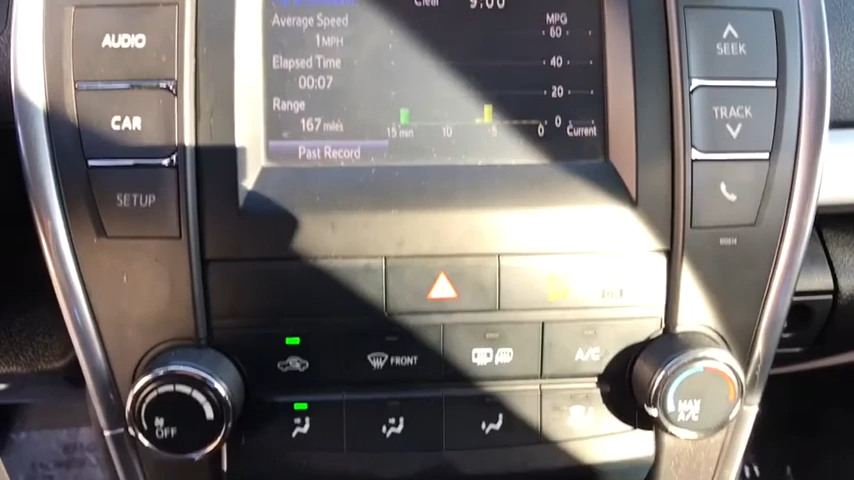 Clear 9:00
Average Speed
1 MPH
Elapsed Time
00:07
Range
167 miles
Past Record
MPG
60
40
20
0
15 min 10 5 0 Current
AUDIO
CAR
SETUP
SEEK
TRACK
FRONT
A/C
OFF
MAX
A/C